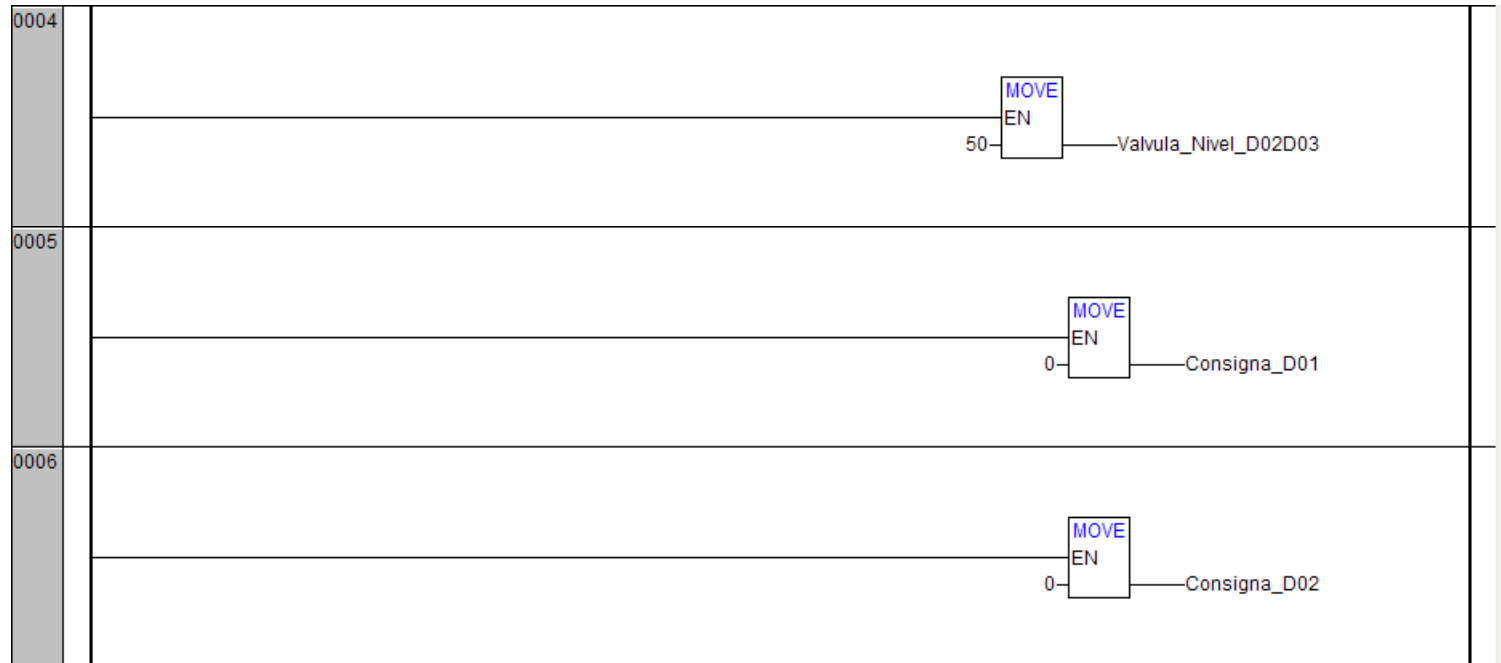 0004
MOVE
EN
50 Valvula_Nivel_D02D03
0005
MOVE
EN
0 Consigna_D01
0006
MOVE
EN
0 Consigna_D02